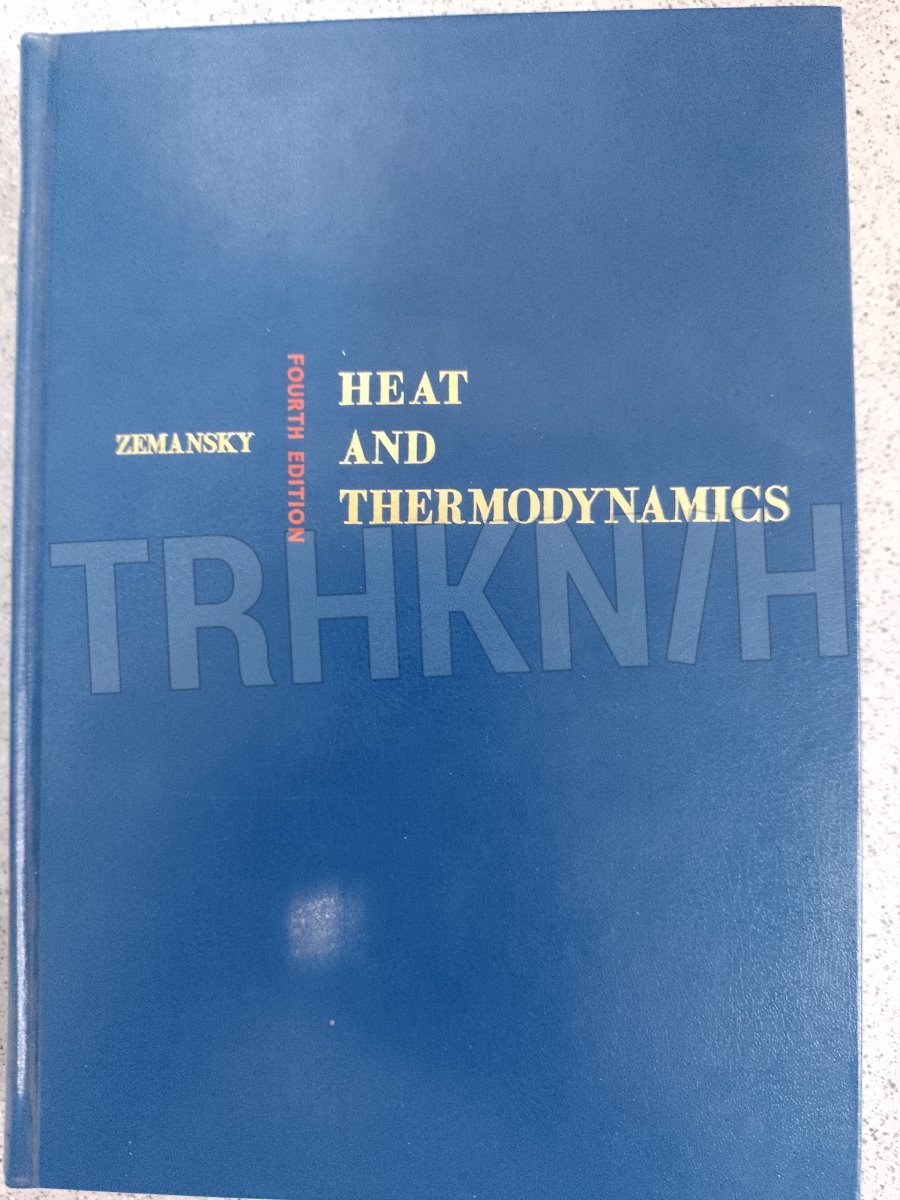 ZEMANSKY
FOURTH EDITION
HEAT
AND
THERMODYNAMICS
TRHKN/H